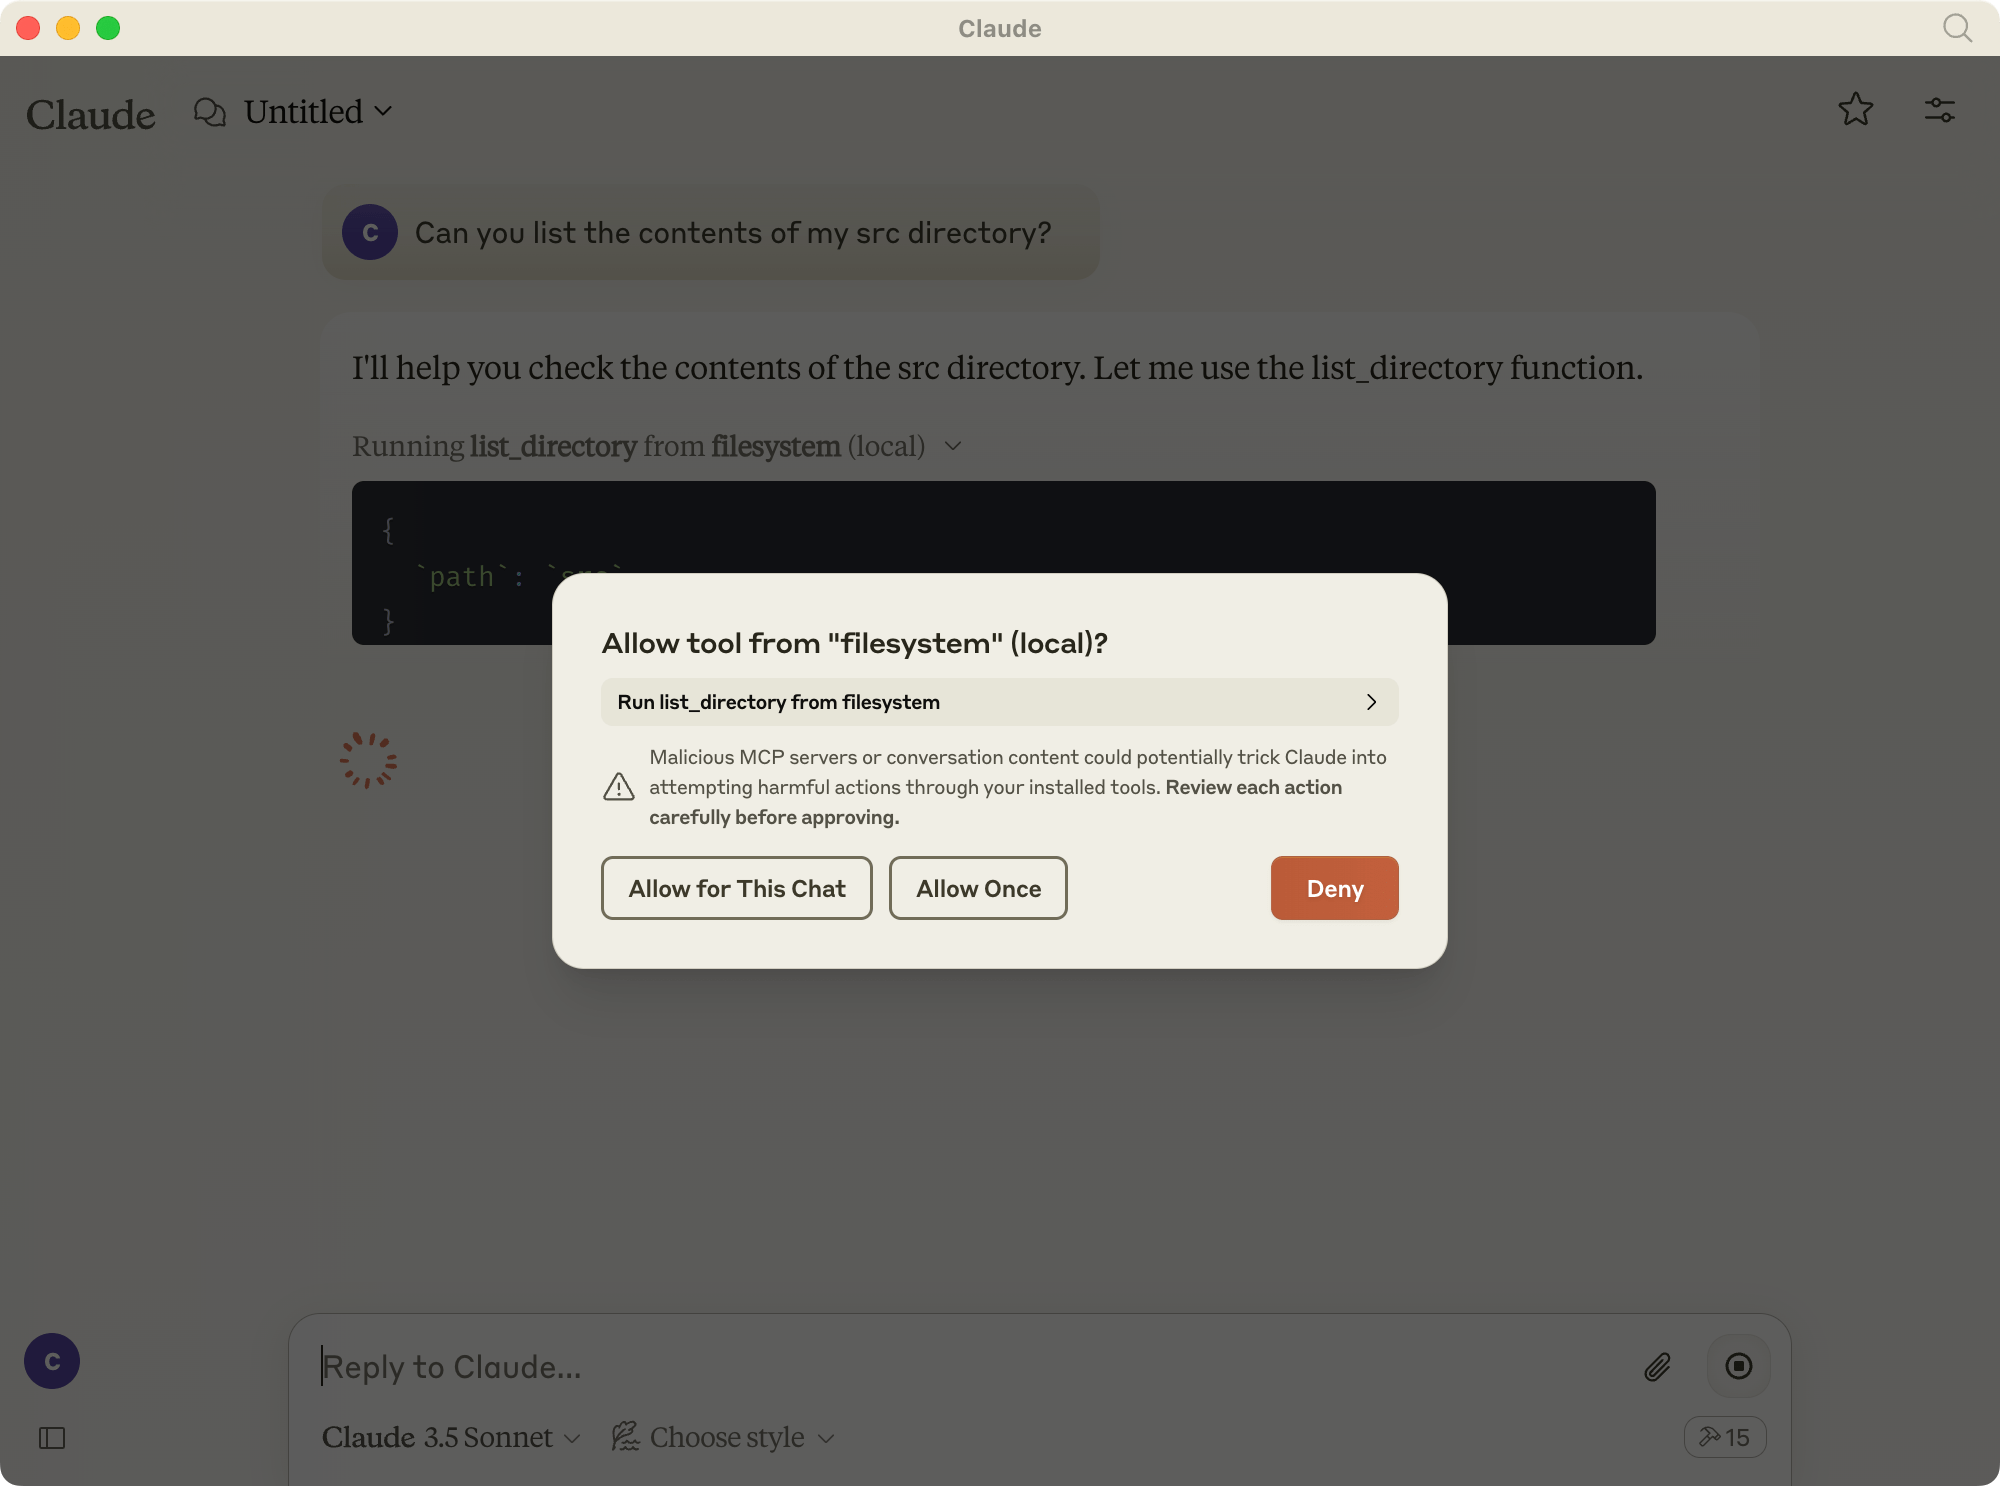 Claude
Claude
Untitled
C
Can you list the contents of my src directory?
I'll help you check the contents of the src directory. Let me use the list_directory function.
Running list_directory from filesystem (local)
{
`path`: `src`
}
Allow tool from "filesystem" (local)?
Run list_directory from filesystem
Malicious MCP servers or conversation content could potentially trick Claude into
attempting harmful actions through your installed tools. Review each action
carefully before approving.
Allow for This Chat
Allow Once
Deny
C
Reply to Claude...
Claude 3.5 Sonnet
Choose style
15